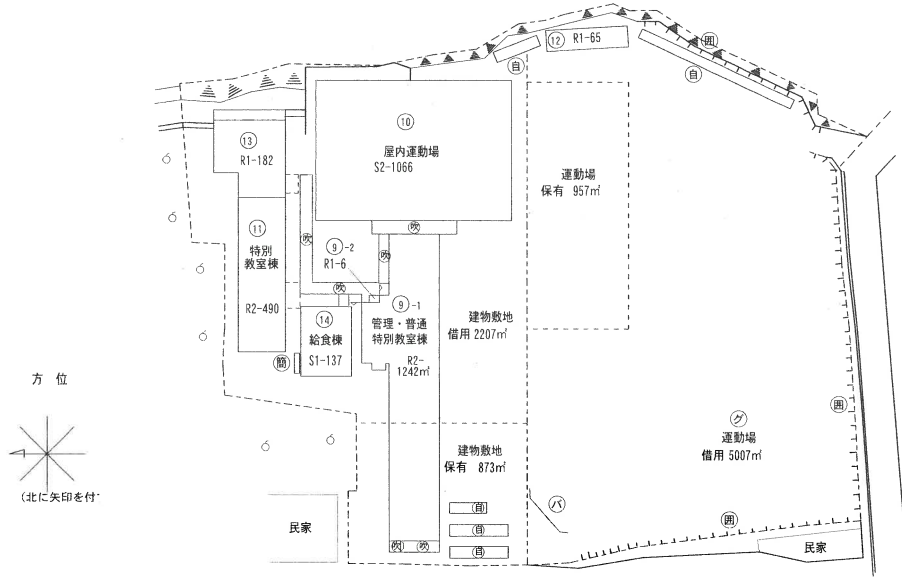 ⑫ R1-65
囲
自
自
⑩
屋内運動場
S2-1066
⑬
R1-182
運動場
保有 957㎡
⑪
特別
教室棟
R2-490
吹
吹
⑨-2
R1-6
吹
吹
⑨-1
管理・普通
特別教室棟
R2-
1242㎡
⑭
給食棟
S1-137
簡
建物敷地
借用 2207㎡
方 位
(北に矢印を付
囲
グ
運動場
借用 5007㎡
建物敷地
保有 873㎡
バ
自
自
自
囲
民家
吹 吹
民家